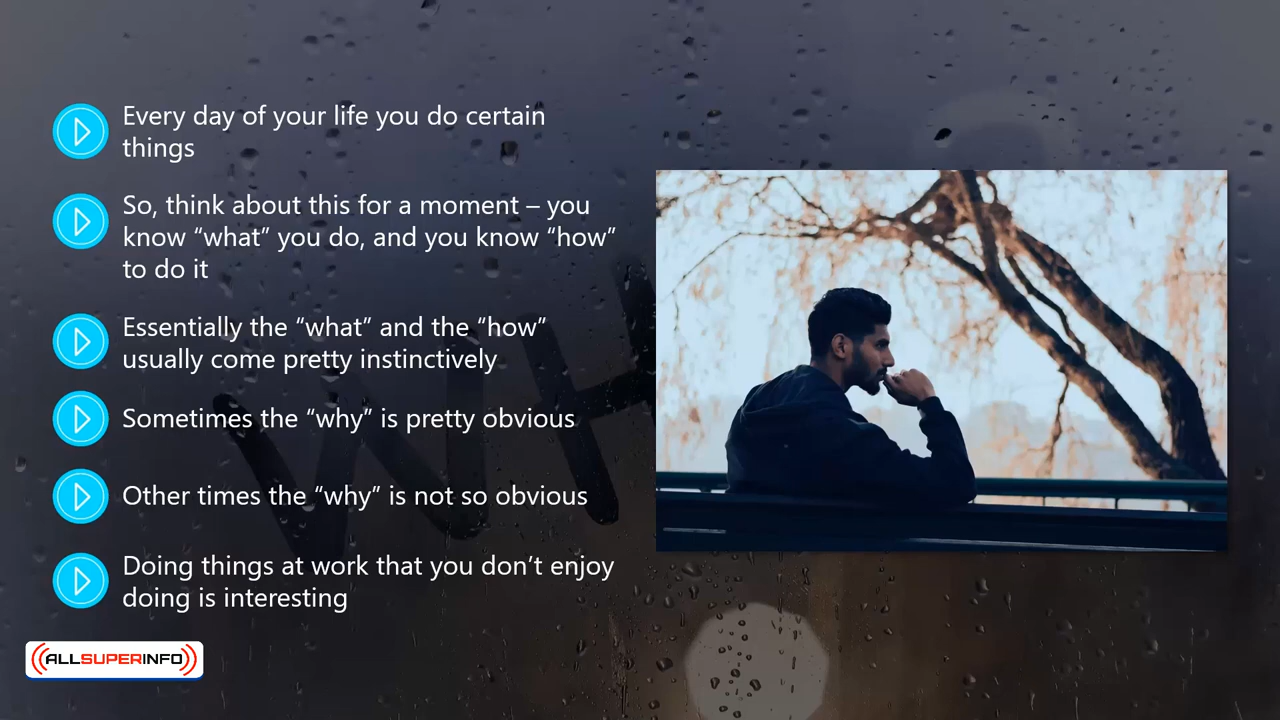 Every day of your life you do certain
things
So, think about this for a moment – you
know “what” you do, and you know “how”
to do it
Essentially the “what” and the “how”
usually come pretty instinctively
Sometimes the “why” is pretty obvious
Other times the “why” is not so obvious
Doing things at work that you don’t enjoy
doing is interesting
WH
ALLSUPERINFO